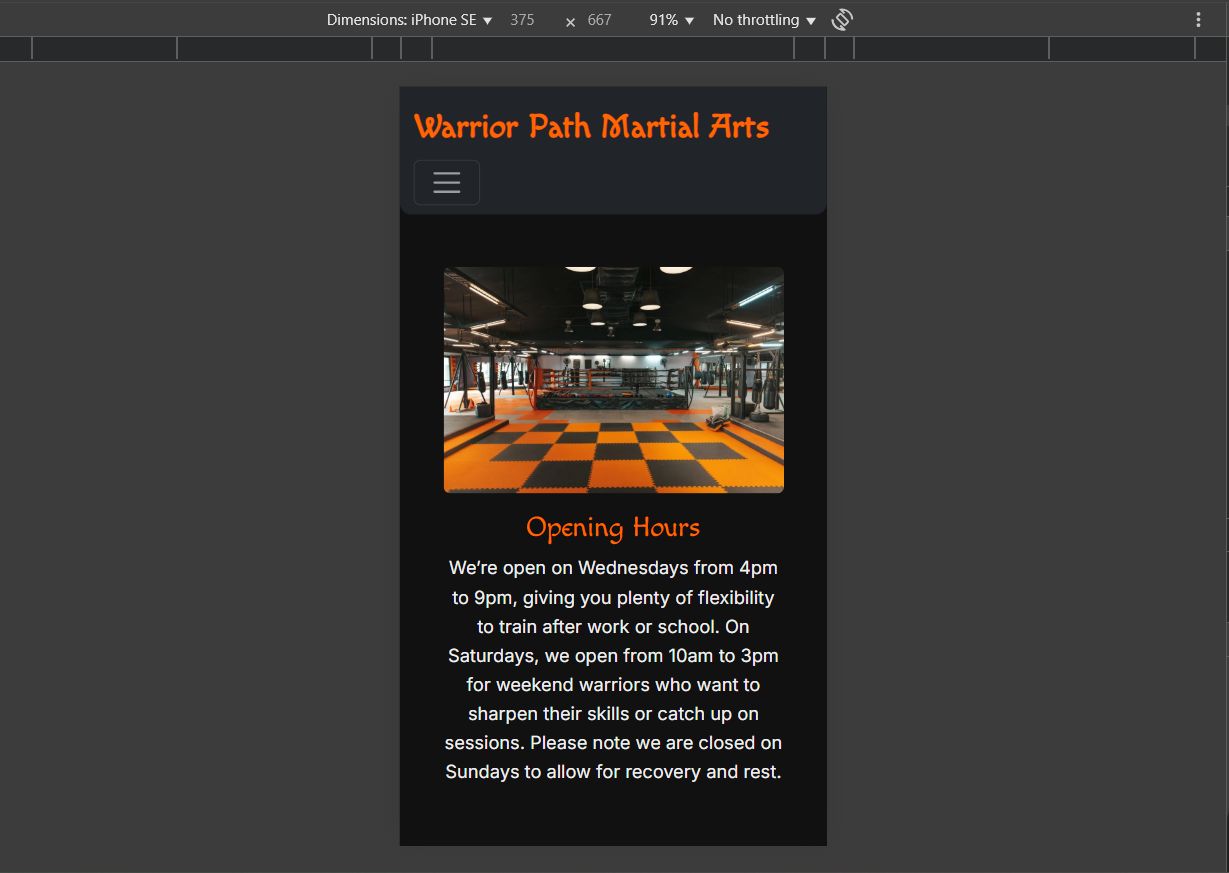 Dimensions: iPhone SE ▼ 375 × 667 91% ▼ No throttling ▼
Warrior Path Martial Arts
Opening Hours
We’re open on Wednesdays from 4pm
to 9pm, giving you plenty of flexibility
to train after work or school. On
Saturdays, we open from 10am to 3pm
for weekend warriors who want to
sharpen their skills or catch up on
sessions. Please note we are closed on
Sundays to allow for recovery and rest.